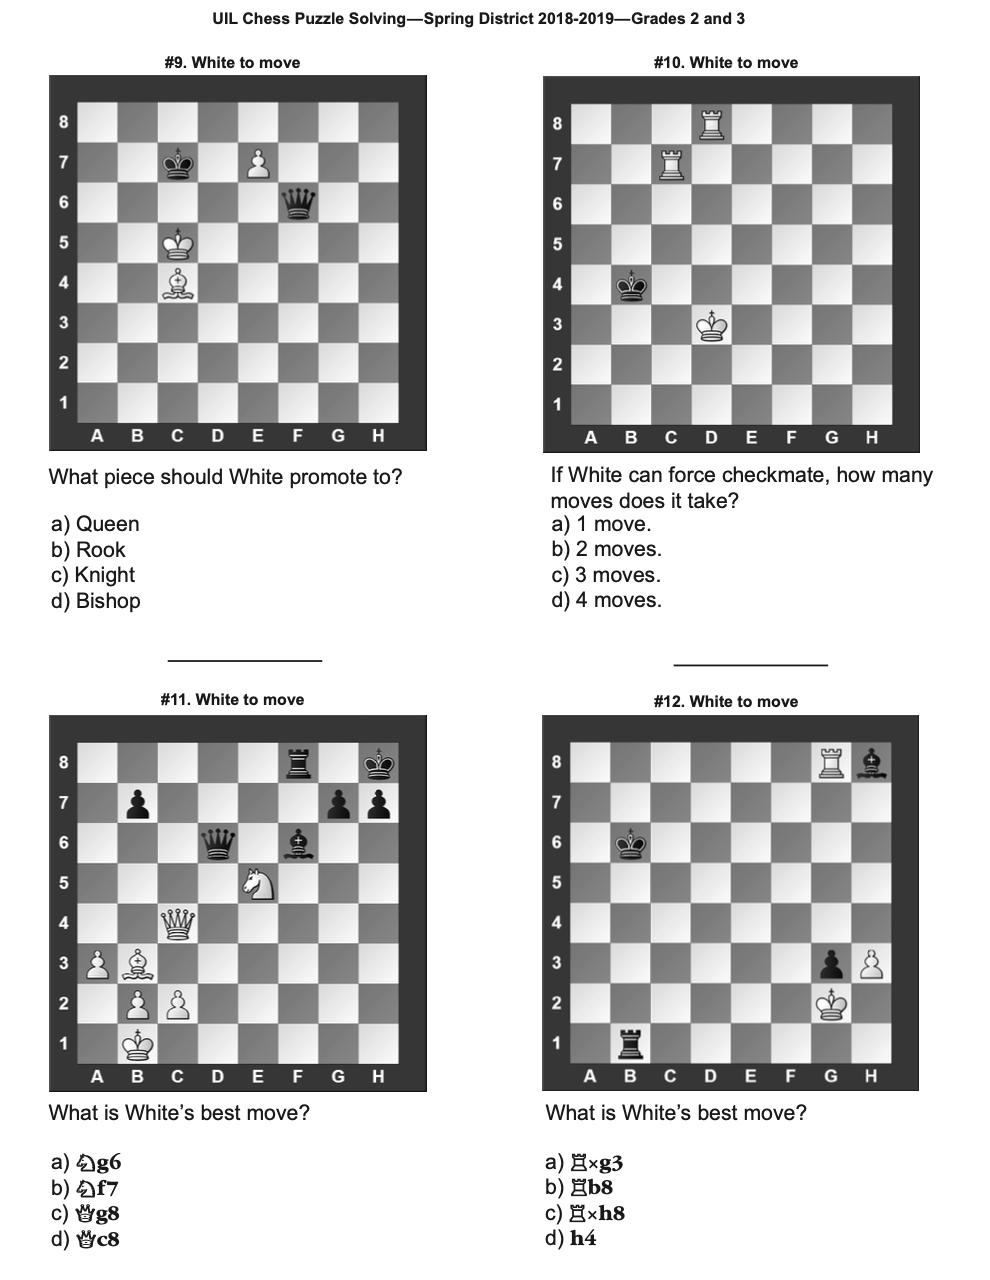 UIL Chess Puzzle Solving—Spring District 2018-2019—Grades 2 and 3
#9. White to move
8
7
6
5
4
3
2
1
A B C D E F G H
What piece should White promote to?
a) Queen
b) Rook
c) Knight
d) Bishop
#10. White to move
8
7
6
5
4
3
2
1
A B C D E F G H
If White can force checkmate, how many
moves does it take?
a) 1 move.
b) 2 moves.
c) 3 moves.
d) 4 moves.
#11. White to move
8
7
6
5
4
3
2
1
A B C D E F G H
What is White’s best move?
a) ♘g6
b) ♘f7
c) ♕g8
d) ♕c8
#12. White to move
8
7
6
5
4
3
2
1
A B C D E F G H
What is White’s best move?
a) ♖×g3
b) ♖b8
c) ♖×h8
d) h4